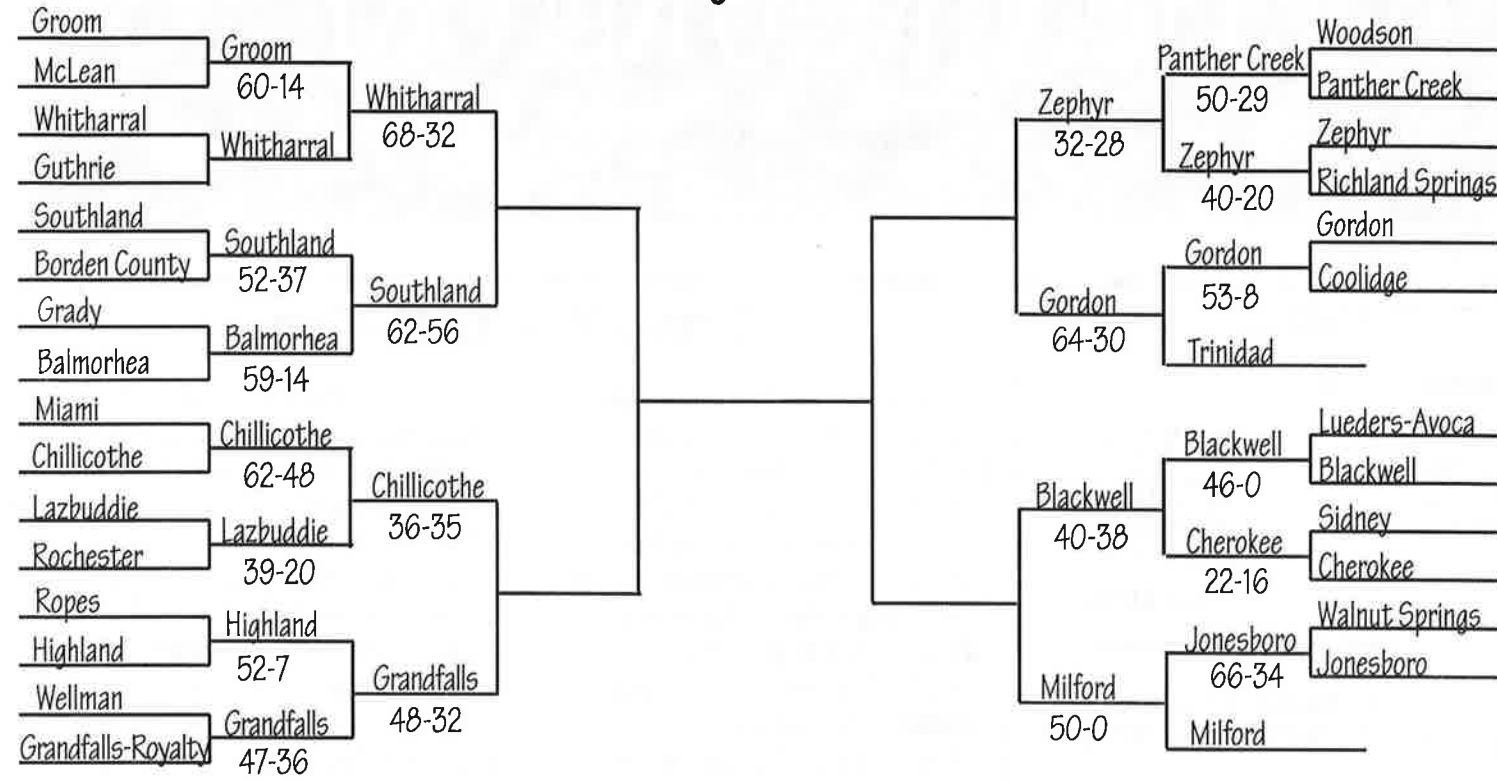 Groom
McLean
Whitharral
Guthrie
Southland
Borden County
Grady
Balmorhea
Miami
Chillicothe
Lazbuddie
Rochester
Ropes
Highland
Wellman
Grandfalls-Royalty
Groom
60-14
Whitharral
Southland
52-37
Balmorhea
59-14
Chillicothe
62-48
Lazbuddie
39-20
Highland
52-7
Grandfalls
47-36
Whitharral
68-32
Southland
62-56
Chillicothe
36-35
Grandfalls
48-32
Zephyr
32-28
Gordon
64-30
Blackwell
40-38
Milford
50-0
Panther Creek
50-29
Zephyr
40-20
Gordon
53-8
Trinidad
Blackwell
46-0
Cherokee
22-16
Jonesboro
66-34
Milford
Woodson
Panther Creek
Zephyr
Richland Springs
Gordon
Coolidge
Lueders-Avoca
Blackwell
Sidney
Cherokee
Walnut Springs
Jonesboro